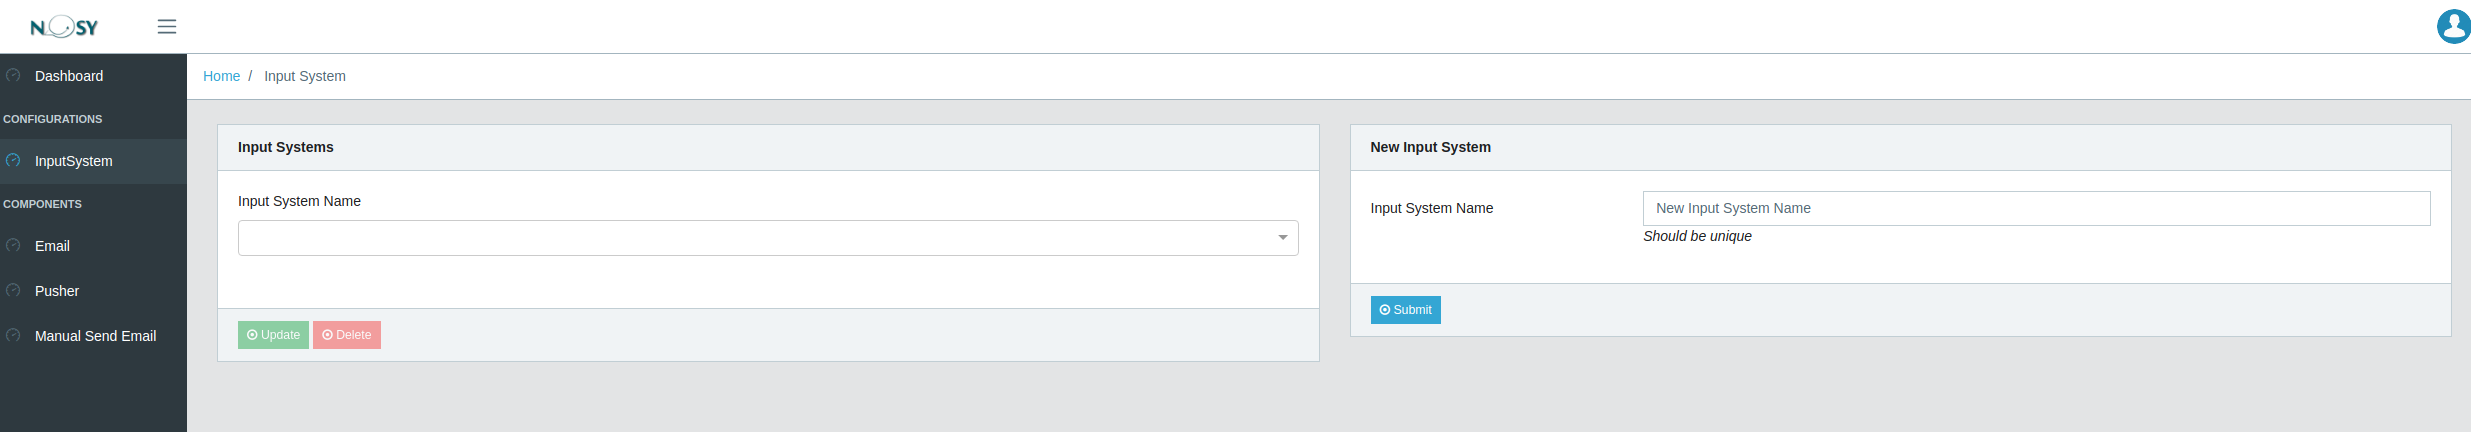 NOSY
Dashboard
CONFIGURATIONS
InputSystem
COMPONENTS
Email
Pusher
Manual Send Email
Home / Input System
Input Systems
Input System Name
Update Delete
New Input System
Input System Name New Input System Name
Should be unique
Submit